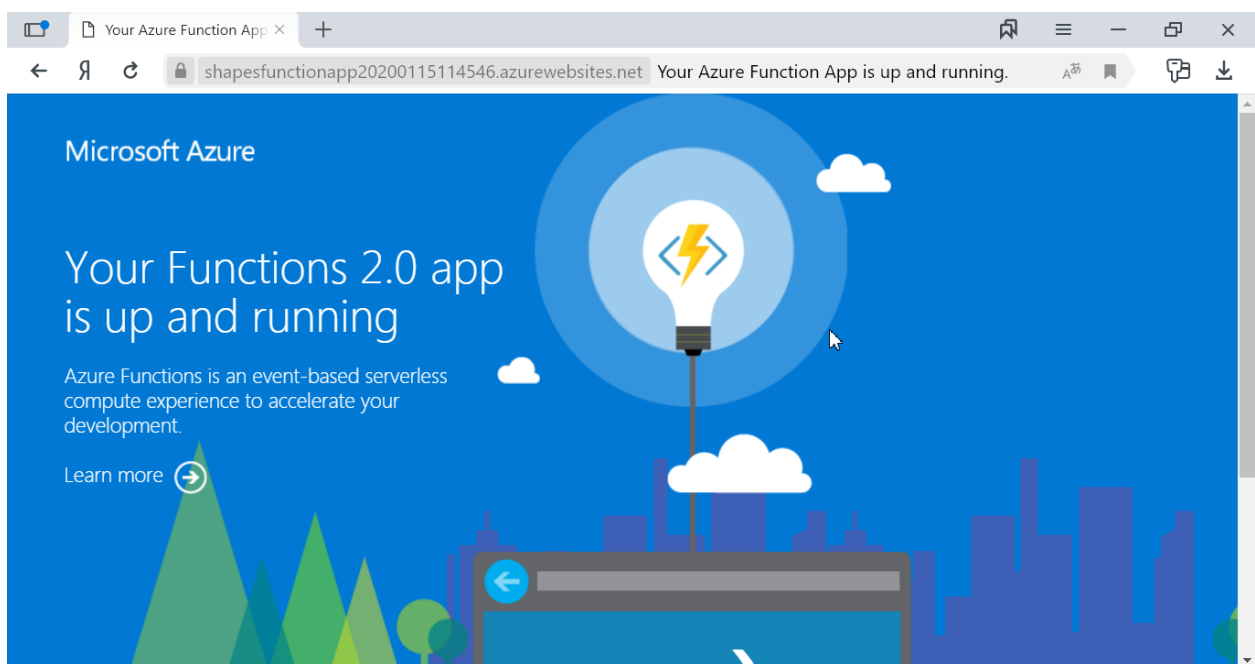 Your Azure Function App
Я shapesfunctionapp20200115114546.azurewebsites.net Your Azure Function App is up and running.
Microsoft Azure
Your Functions 2.0 app
is up and running
Azure Functions is an event-based serverless
compute experience to accelerate your
development.
Learn more